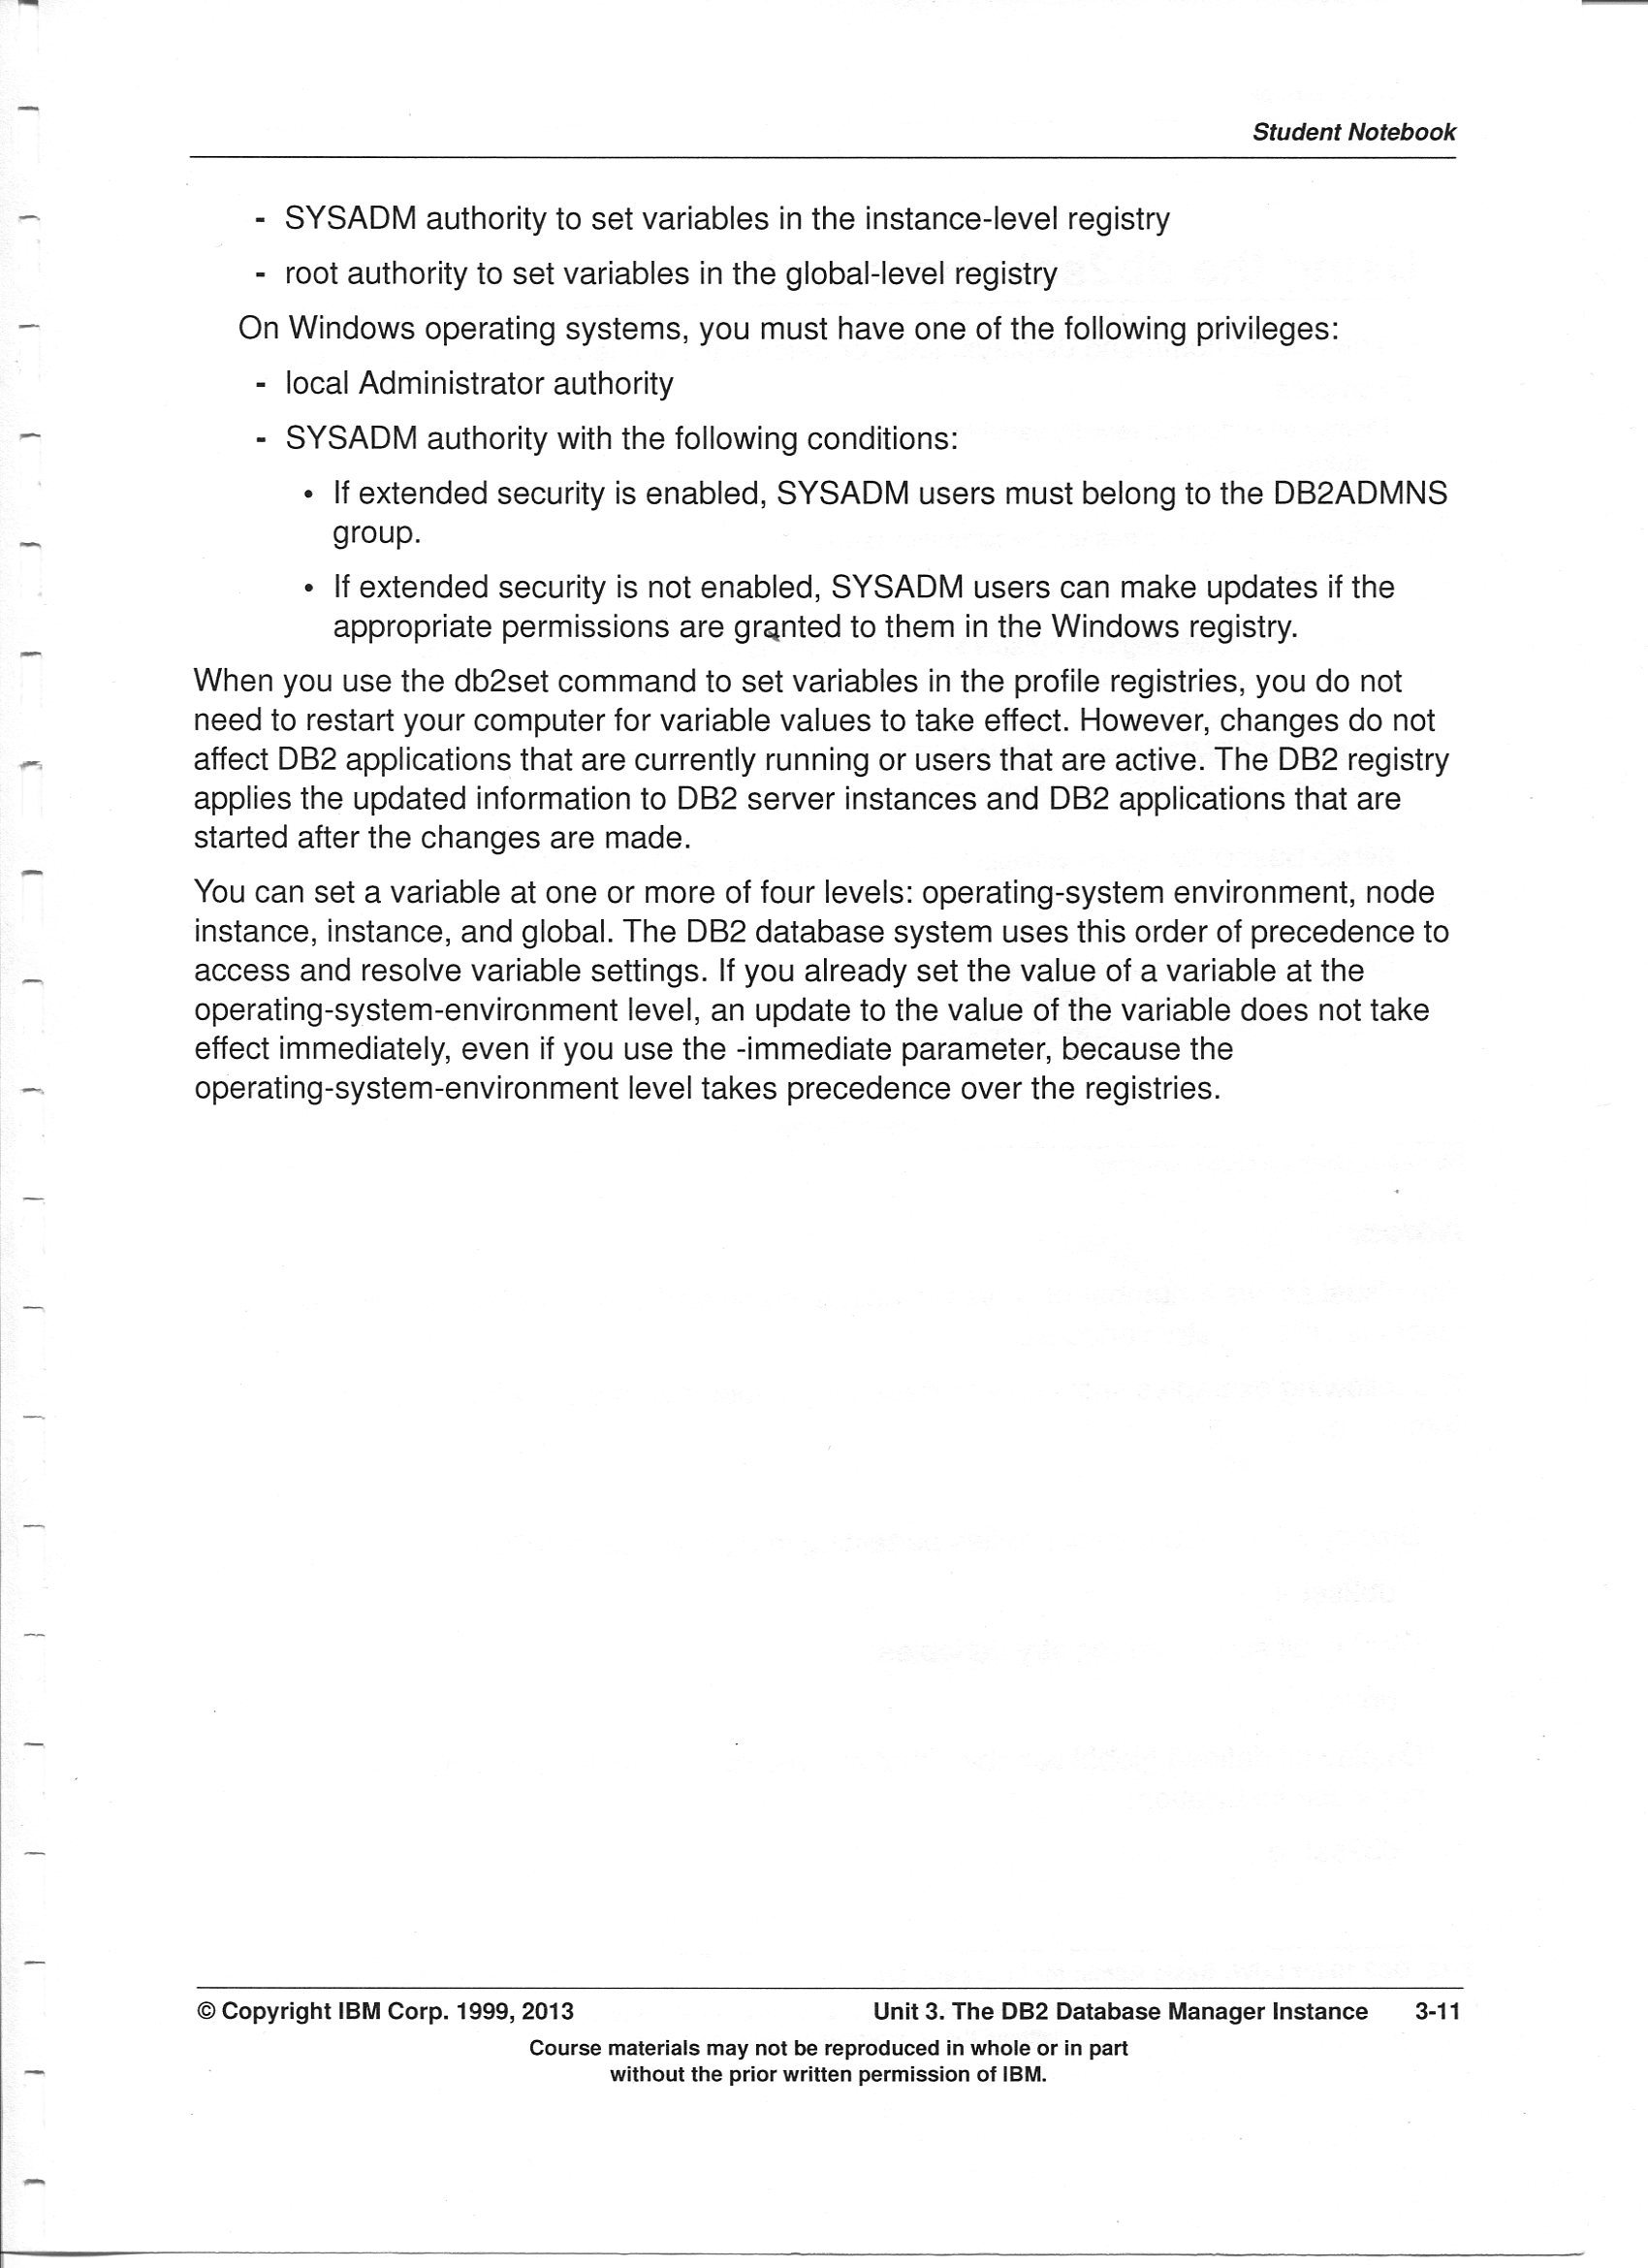 Student Notebook
- SYSADM authority to set variables in the instance-level registry
- root authority to set variables in the global-level registry
On Windows operating systems, you must have one of the following privileges:
- local Administrator authority
- SYSADM authority with the following conditions:
• If extended security is enabled, SYSADM users must belong to the DB2ADMNS
group.
• If extended security is not enabled, SYSADM users can make updates if the
appropriate permissions are granted to them in the Windows registry.
When you use the db2set command to set variables in the profile registries, you do not
need to restart your computer for variable values to take effect. However, changes do not
affect DB2 applications that are currently running or users that are active. The DB2 registry
applies the updated information to DB2 server instances and DB2 applications that are
started after the changes are made.
You can set a variable at one or more of four levels: operating-system environment, node
instance, instance, and global. The DB2 database system uses this order of precedence to
access and resolve variable settings. If you already set the value of a variable at the
operating-system-environment level, an update to the value of the variable does not take
effect immediately, even if you use the -immediate parameter, because the
operating-system-environment level takes precedence over the registries.
© Copyright IBM Corp. 1999, 2013 Unit 3. The DB2 Database Manager Instance 3-11
Course materials may not be reproduced in whole or in part
without the prior written permission of IBM.